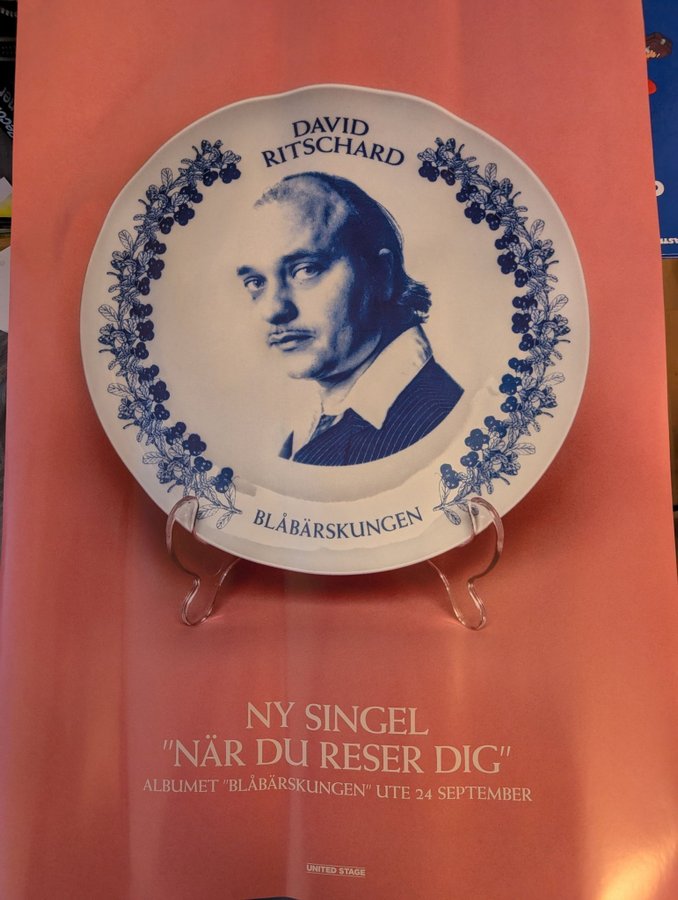 DAVID
RITSCHARD
BLÅBÄRSKUNGEN
NY SINGEL
"NÄR DU RESER DIG"
ALBUMET "BLÅBÄRSKUNGEN" UTE 24 SEPTEMBER
UNITED STAGE